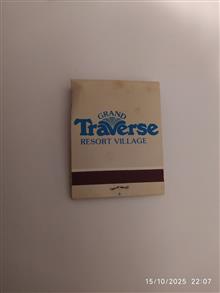 GRAND
Traverse
RESORT VILLAGE
15/10/2025 22:07